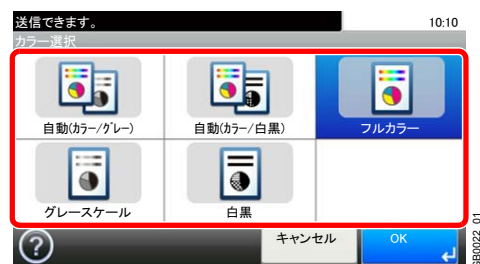 送信できます。
10:10
カラー選択
自動(ｶﾗｰ/ｸﾞﾚｰ)
自動(ｶﾗｰ/白黒)
フルカラー
グレースケール
白黒
?
キャンセル
OK